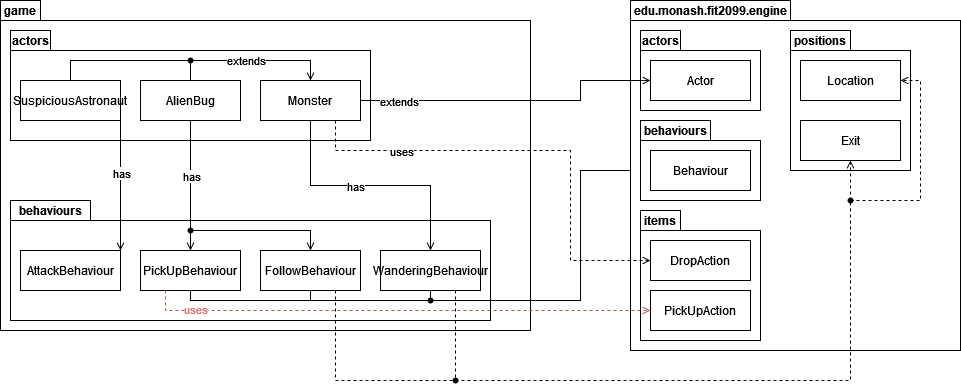 game
edu.monash.fit2099.engine
actors
actors
positions
extends
SuspiciousAstronaut
AlienBug
Monster
extends
Actor
Location
behaviours
uses
Exit
has
has
has
Behaviour
behaviours
items
AttackBehaviour
PickUpBehaviour
FollowBehaviour
WanderingBehaviour
DropAction
uses
PickUpAction